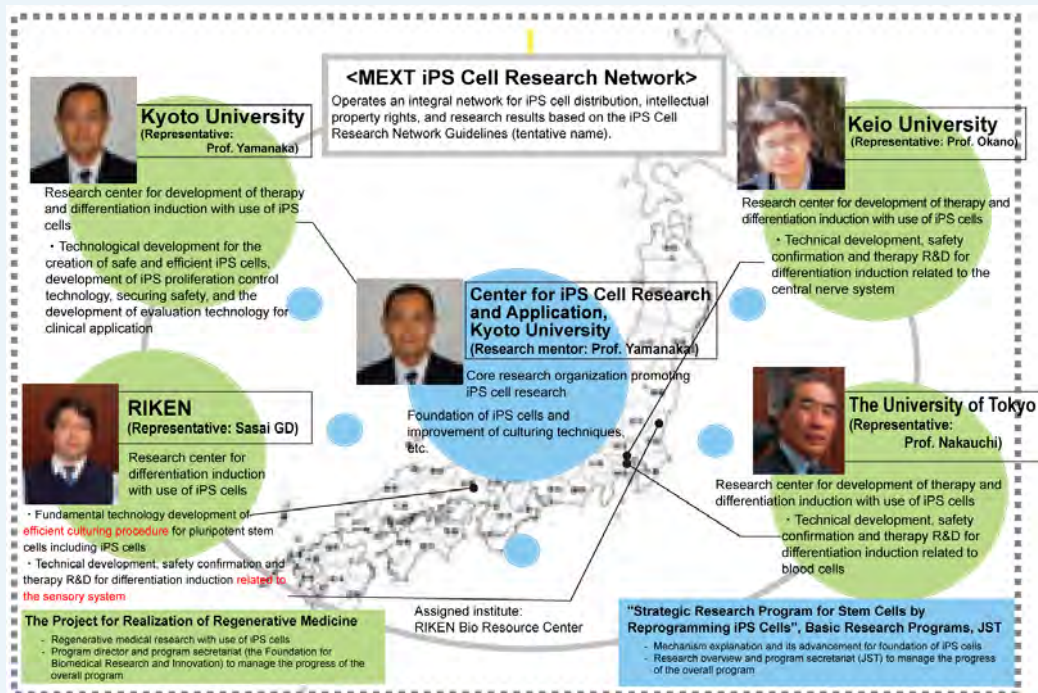 <MEXT iPS Cell Research Network>
Operates an integral network for iPS cell distribution, intellectual
property rights, and research results based on the iPS Cell
Research Network Guidelines (tentative name).
Kyoto University
(Representative:
Prof. Yamanaka)
Research center for development of therapy
and differentiation induction with use of iPS
cells
・Technological development for the
creation of safe and efficient iPS cells,
development of iPS proliferation control
technology, securing safety, and the
development of evaluation technology for
clinical application
Keio University
(Representative: Prof. Okano)
Research center for development of therapy and
differentiation induction with use of iPS cells
・Technical development, safety
confirmation and therapy R&D for
differentiation induction related to the
central nerve system
Center for iPS Cell Research
and Application,
Kyoto University
(Research mentor: Prof. Yamanaka)
Core research organization promoting
iPS cell research
Foundation of iPS cells and
improvement of culturing techniques,
etc.
RIKEN
(Representative: Sasai GD)
Research center for
differentiation induction
with use of iPS cells
・Fundamental technology development of
efficient culturing procedure for pluripotent stem
cells including iPS cells
・Technical development, safety confirmation and
therapy R&D for differentiation induction related to
the sensory system
The University of Tokyo
(Representative:
Prof. Nakauchi)
Research center for development of therapy and
differentiation induction with use of iPS cells
・Technical development, safety
confirmation and therapy R&D for
differentiation induction related to
blood cells
Assigned institute:
RIKEN Bio Resource Center
The Project for Realization of Regenerative Medicine
- Regenerative medical research with use of iPS cells
- Program director and program secretariat (the Foundation for
Biomedical Research and Innovation) to manage the progress of the
overall program
"Strategic Research Program for Stem Cells by
Reprogramming iPS Cells", Basic Research Programs, JST
- Mechanism explanation and its advancement for foundation of iPS cells
- Research overview and program secretariat (JST) to manage the progress
of the overall program